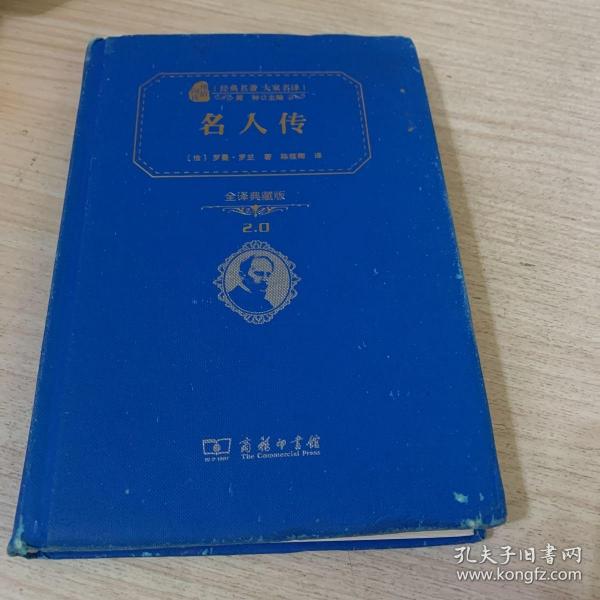 经典名著 大家名译
名人传
〔法〕罗曼·罗兰 著 陈筱卿 译
全译典藏版
2.0
商务印书馆
The Commercial Press
孔夫子旧书网
www.kongfz.com